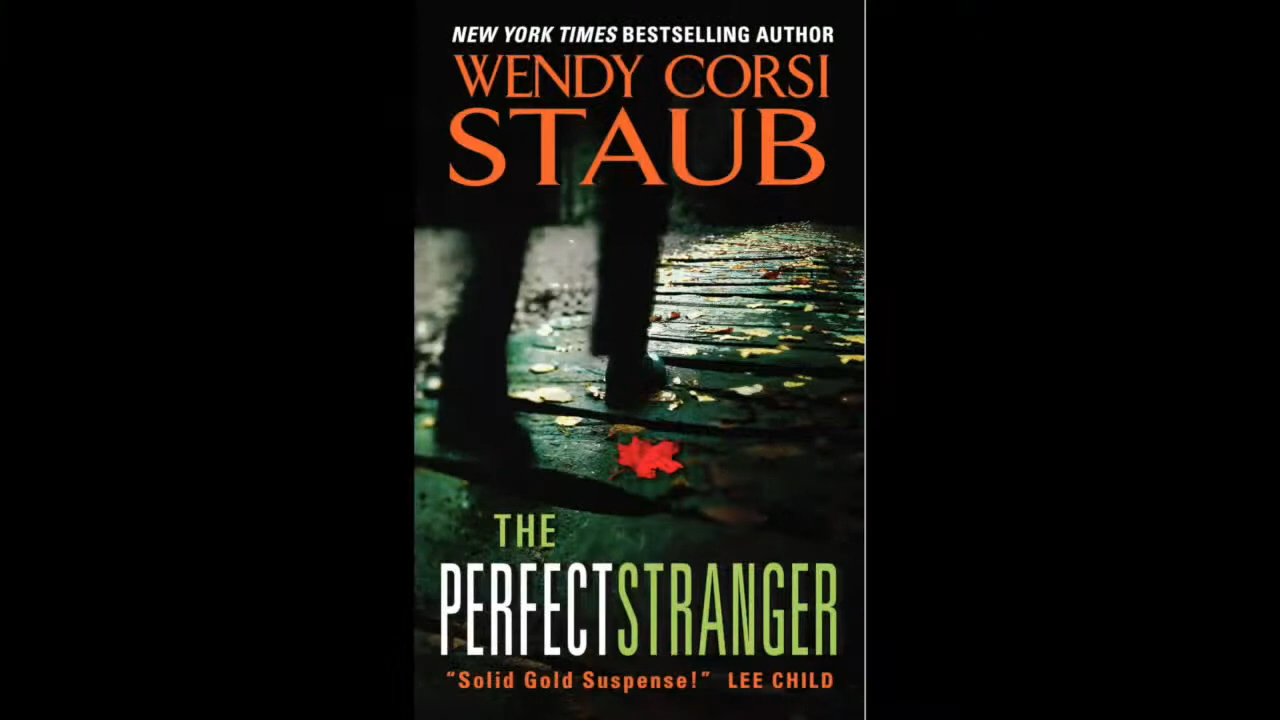 NEW YORK TIMES BESTSELLING AUTHOR
WENDY CORSI
STAUB
THE
PERFECTSTRANGER
“Solid Gold Suspense!” LEE CHILD